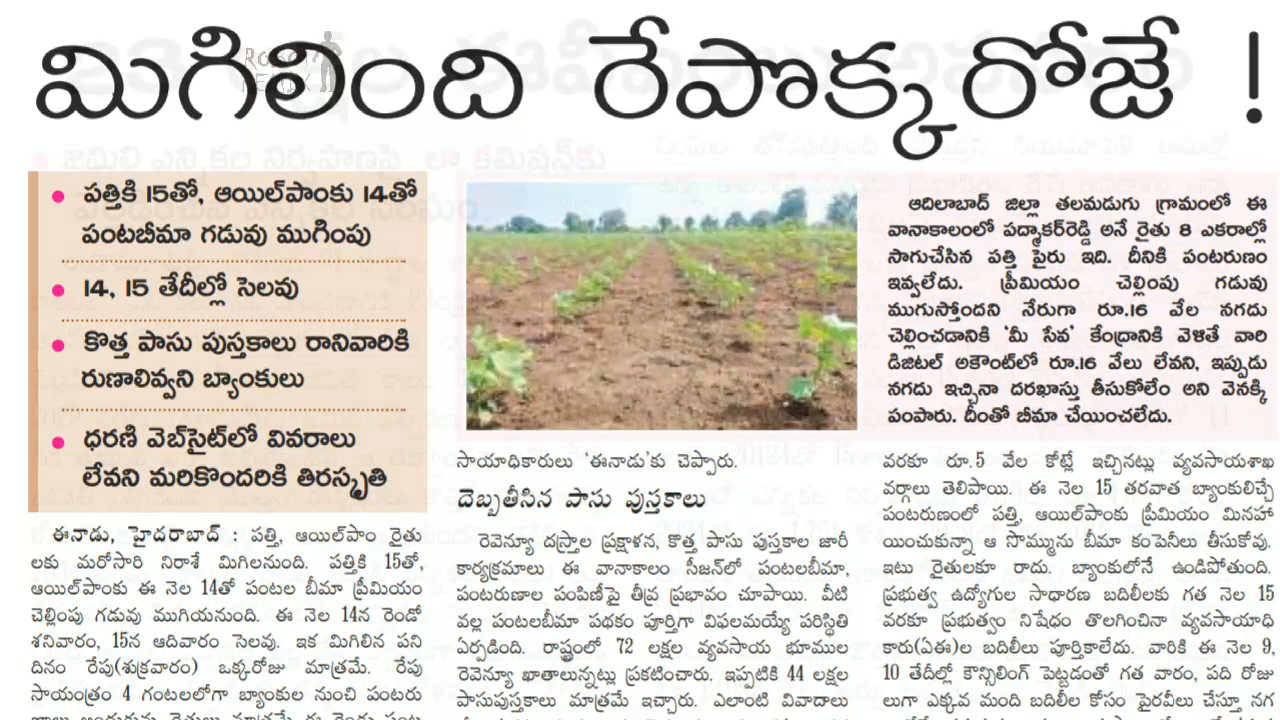 మిగిలింది రేపొక్కరోజే !
• పత్తికి 15తో, ఆయిల్‌పాంకు 14తో
పంటబీమా గడువు ముగింపు
• 14, 15 తేదీల్లో సెలవు
• కొత్త పాసు పుస్తకాలు రానివారికి
రుణాలివ్వని బ్యాంకులు
• ధరణి వెబ్‌సైట్‌లో వివరాలు
లేవని మరికొందరికి తిరస్కృతి
ఈనాడు, హైదరాబాద్ : పత్తి, ఆయిల్‌పాం రైతు
లకు మరోసారి నిరాశే మిగిలనుంది. పత్తికి 15తో,
ఆయిల్‌పాంకు ఈ నెల 14తో పంటల బీమా ప్రీమియం
చెల్లింపు గడువు ముగియనుంది. ఈ నెల 14న రెండో
శనివారం, 15న ఆదివారం సెలవు. ఇక మిగిలిన పని
దినం రేపు(శుక్రవారం) ఒక్కరోజు మాత్రమే. రేపు
సాయంత్రం 4 గంటలలోగా బ్యాంకుల నుంచి పంటరు
ఆదిలాబాద్ జిల్లా తలమడుగు గ్రామంలో ఈ
వానాకాలంలో పద్మాకర్‌రెడ్డి అనే రైతు 8 ఎకరాల్లో
సాగుచేసిన పత్తి పైరు ఇది. దీనికి పంటరుణం
ఇవ్వలేదు. ప్రీమియం చెల్లింపు గడువు
ముగుస్తోందని నేరుగా రూ.16 వేల నగదు
చెల్లించడానికి ‘మీ సేవ’ కేంద్రానికి వెళితే వారి
డిజిటల్ అకౌంట్‌లో రూ.16 వేలు లేవని, ఇప్పుడు
నగదు ఇచ్చినా దరఖాస్తు తీసుకోలేం అని వెనక్కి
పంపారు. దీంతో బీమా చేయించలేదు.
సాయాధికారులు ‘ఈనాడు’కు చెప్పారు.
దెబ్బతీసిన పాసు పుస్తకాలు
రెవెన్యూ దస్త్రాల ప్రక్షాళన, కొత్త పాసు పుస్తకాల జారీ
కార్యక్రమాలు ఈ వానాకాలం సీజన్‌లో పంటలబీమా,
పంటరుణాల పంపిణీపై తీవ్ర ప్రభావం చూపాయి. వీటి
వల్ల పంటలబీమా పథకం పూర్తిగా విఫలమయ్యే పరిస్థితి
ఏర్పడింది. రాష్ట్రంలో 72 లక్షల వ్యవసాయ భూముల
రెవెన్యూ ఖాతాలున్నట్లు ప్రకటించారు. ఇప్పటికి 44 లక్షల
పాసుపుస్తకాలు మాత్రమే ఇచ్చారు. ఎలాంటి వివాదాలు
వరకూ రూ.5 వేల కోట్లే ఇచ్చినట్లు వ్యవసాయశాఖ
వర్గాలు తెలిపాయి. ఈ నెల 15 తరవాత బ్యాంకులిచ్చే
పంటరుణంలో పత్తి, ఆయిల్‌పాంకు ప్రీమియం మినహా
యించుకున్నా ఆ సొమ్మును బీమా కంపెనీలు తీసుకోవు.
ఇటు రైతులకూ రాదు. బ్యాంకులోనే ఉండిపోతుంది.
ప్రభుత్వ ఉద్యోగుల సాధారణ బదిలీలకు గత నెల 15
వరకూ ప్రభుత్వం నిషేధం తొలగించినా వ్యవసాయాధి
కారు(ఏఈ)ల బదిలీలు పూర్తికాలేదు. వారికి ఈ నెల 9,
10 తేదీల్లో కౌన్సిలింగ్ పెట్టడంతో గత వారం, పది రోజు
లుగా ఎక్కువ మంది బదిలీల కోసం పైరవీలు చేస్తూ నగ